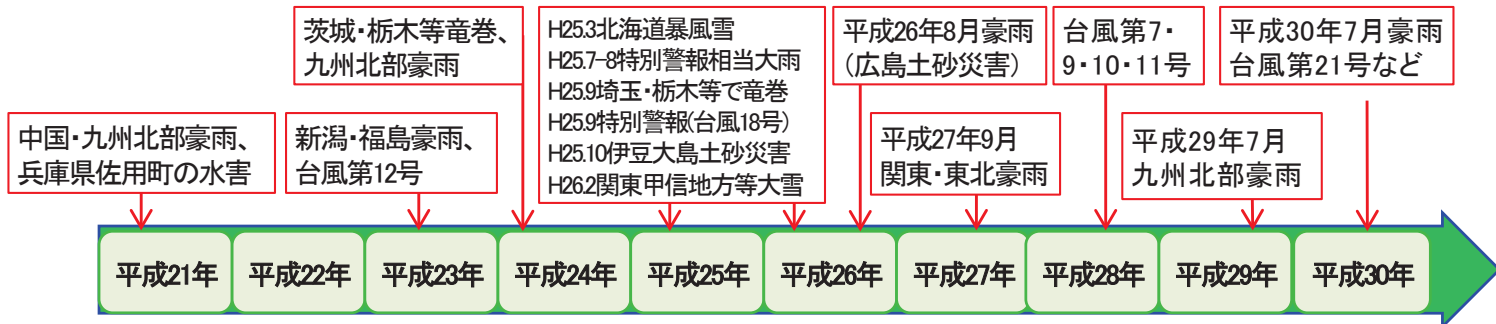 中国・九州北部豪雨、
兵庫県佐用町の水害
新潟・福島豪雨、
台風第12号
茨城・栃木等竜巻、
九州北部豪雨
H25.3北海道暴風雪
H25.7-8特別警報相当大雨
H25.9埼玉・栃木等で竜巻
H25.9特別警報(台風18号)
H25.10伊豆大島土砂災害
H26.2関東甲信地方等大雪
平成26年8月豪雨
(広島土砂災害)
平成27年9月
関東・東北豪雨
台風第7・
9・10・11号
平成29年7月
九州北部豪雨
平成30年7月豪雨
台風第21号など
平成21年
平成22年
平成23年
平成24年
平成25年
平成26年
平成27年
平成28年
平成29年
平成30年